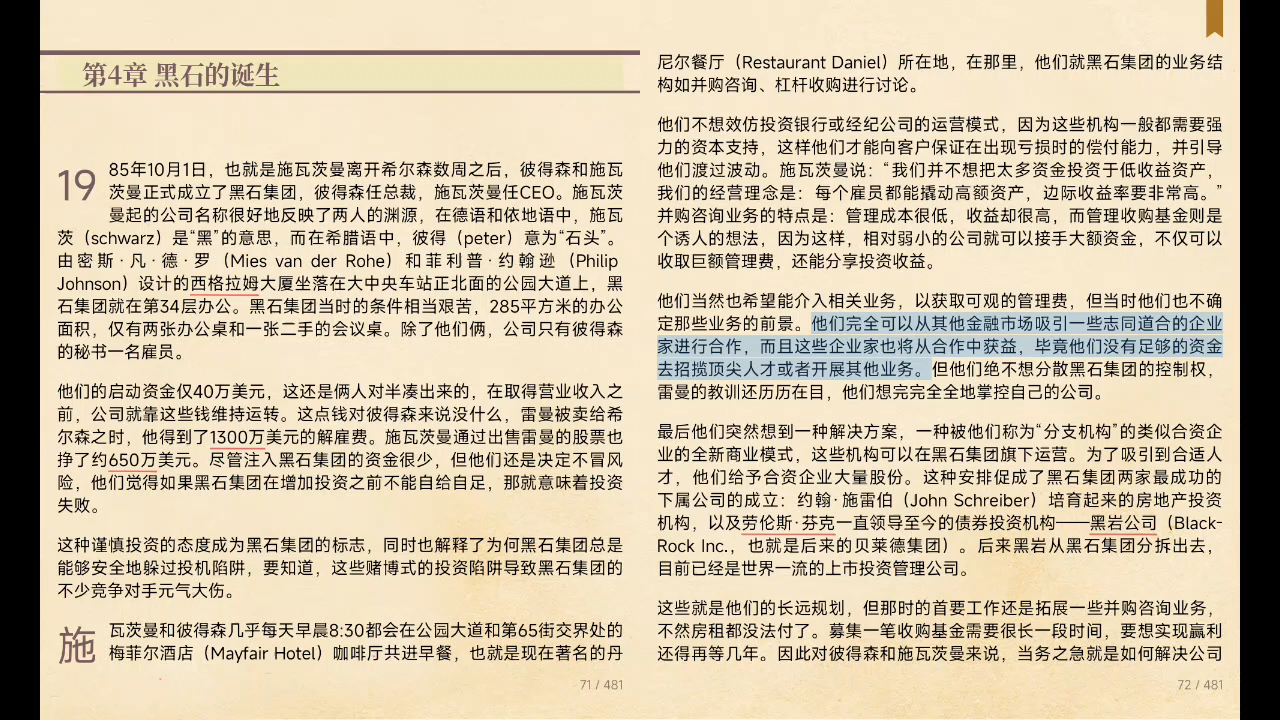 第4章 黑石的诞生
1985年10月1日，也就是施瓦茨曼离开希尔森数周之后，彼得森和施瓦
茨曼正式成立了黑石集团，彼得森任总裁，施瓦茨曼任CEO。施瓦茨
曼起的公司名称很好地反映了两人的渊源，在德语和依地语中，施瓦
茨（schwarz）是“黑”的意思，而在希腊语中，彼得（peter）意为“石头”。
由密斯·凡·德·罗（Mies van der Rohe）和菲利普·约翰逊（Philip
Johnson）设计的西格拉姆大厦坐落在大中央车站正北面的公园大道上，黑
石集团就在第34层办公。黑石集团当时的条件相当艰苦，285平方米的办公
面积，仅有两张办公桌和一张二手的会议桌。除了他们俩，公司只有彼得森
的秘书一名雇员。
他们的启动资金仅40万美元，这还是俩人对半凑出来的，在取得营业收入之
前，公司就靠这些钱维持运转。这点钱对彼得森来说没什么，雷曼被卖给希
尔森之时，他得到了1300万美元的解雇费。施瓦茨曼通过出售雷曼的股票也
挣了约650万美元。尽管注入黑石集团的资金很少，但他们还是决定不冒风
险，他们觉得如果黑石集团在增加投资之前不能自给自足，那就意味着投资
失败。
这种谨慎投资的态度成为黑石集团的标志，同时也解释了为何黑石集团总是
能够安全地躲过投机陷阱，要知道，这些赌博式的投资陷阱导致黑石集团的
不少竞争对手元气大伤。
施瓦茨曼和彼得森几乎每天早晨8:30都会在公园大道和第65街交界处的
梅菲尔酒店（Mayfair Hotel）咖啡厅共进早餐，也就是现在著名的丹
71 / 481
尼尔餐厅（Restaurant Daniel）所在地，在那里，他们就黑石集团的业务结
构如并购咨询、杠杆收购进行讨论。
他们不想效仿投资银行或经纪公司的运营模式，因为这些机构一般都需要强
力的资本支持，这样他们才能向客户保证在出现亏损时的偿付能力，并引导
他们渡过波动。施瓦茨曼说：“我们并不想把太多资金投资于低收益资产，
我们的经营理念是：每个雇员都能撬动高额资产，边际收益率要非常高。”
并购咨询业务的特点是：管理成本很低，收益却很高，而管理收购基金则是
个诱人的想法，因为这样，相对弱小的公司就可以接手大额资金，不仅可以
收取巨额管理费，还能分享投资收益。
他们当然也希望能介入相关业务，以获取可观的管理费，但当时他们也不确
定那些业务的前景。他们完全可以从其他金融市场吸引一些志同道合的企业
家进行合作，而且这些企业家也将从合作中获益，毕竟他们没有足够的资金
去招揽顶尖人才或者开展其他业务。但他们绝不想分散黑石集团的控制权，
雷曼的教训还历历在目，他们想完完全全地掌控自己的公司。
最后他们突然想到一种解决方案，一种被他们称为“分支机构”的类似合资企
业的全新商业模式，这些机构可以在黑石集团旗下运营。为了吸引到合适人
才，他们给予合资企业大量股份。这种安排促成了黑石集团两家最成功的
下属公司的成立：约翰·施雷伯（John Schreiber）培育起来的房地产投资
机构，以及劳伦斯·芬克一直领导至今的债券投资机构——黑岩公司（Black-
Rock Inc.，也就是后来的贝莱德集团）。后来黑岩从黑石集团分拆出去，
目前已经是世界一流的上市投资管理公司。
这些就是他们的长远规划，但那时的首要工作还是拓展一些并购咨询业务，
不然房租都没法付了。募集一笔收购基金需要很长一段时间，要想实现赢利
还得再等几年。因此对彼得森和施瓦茨曼来说，当务之急就是如何解决公司
72 / 481